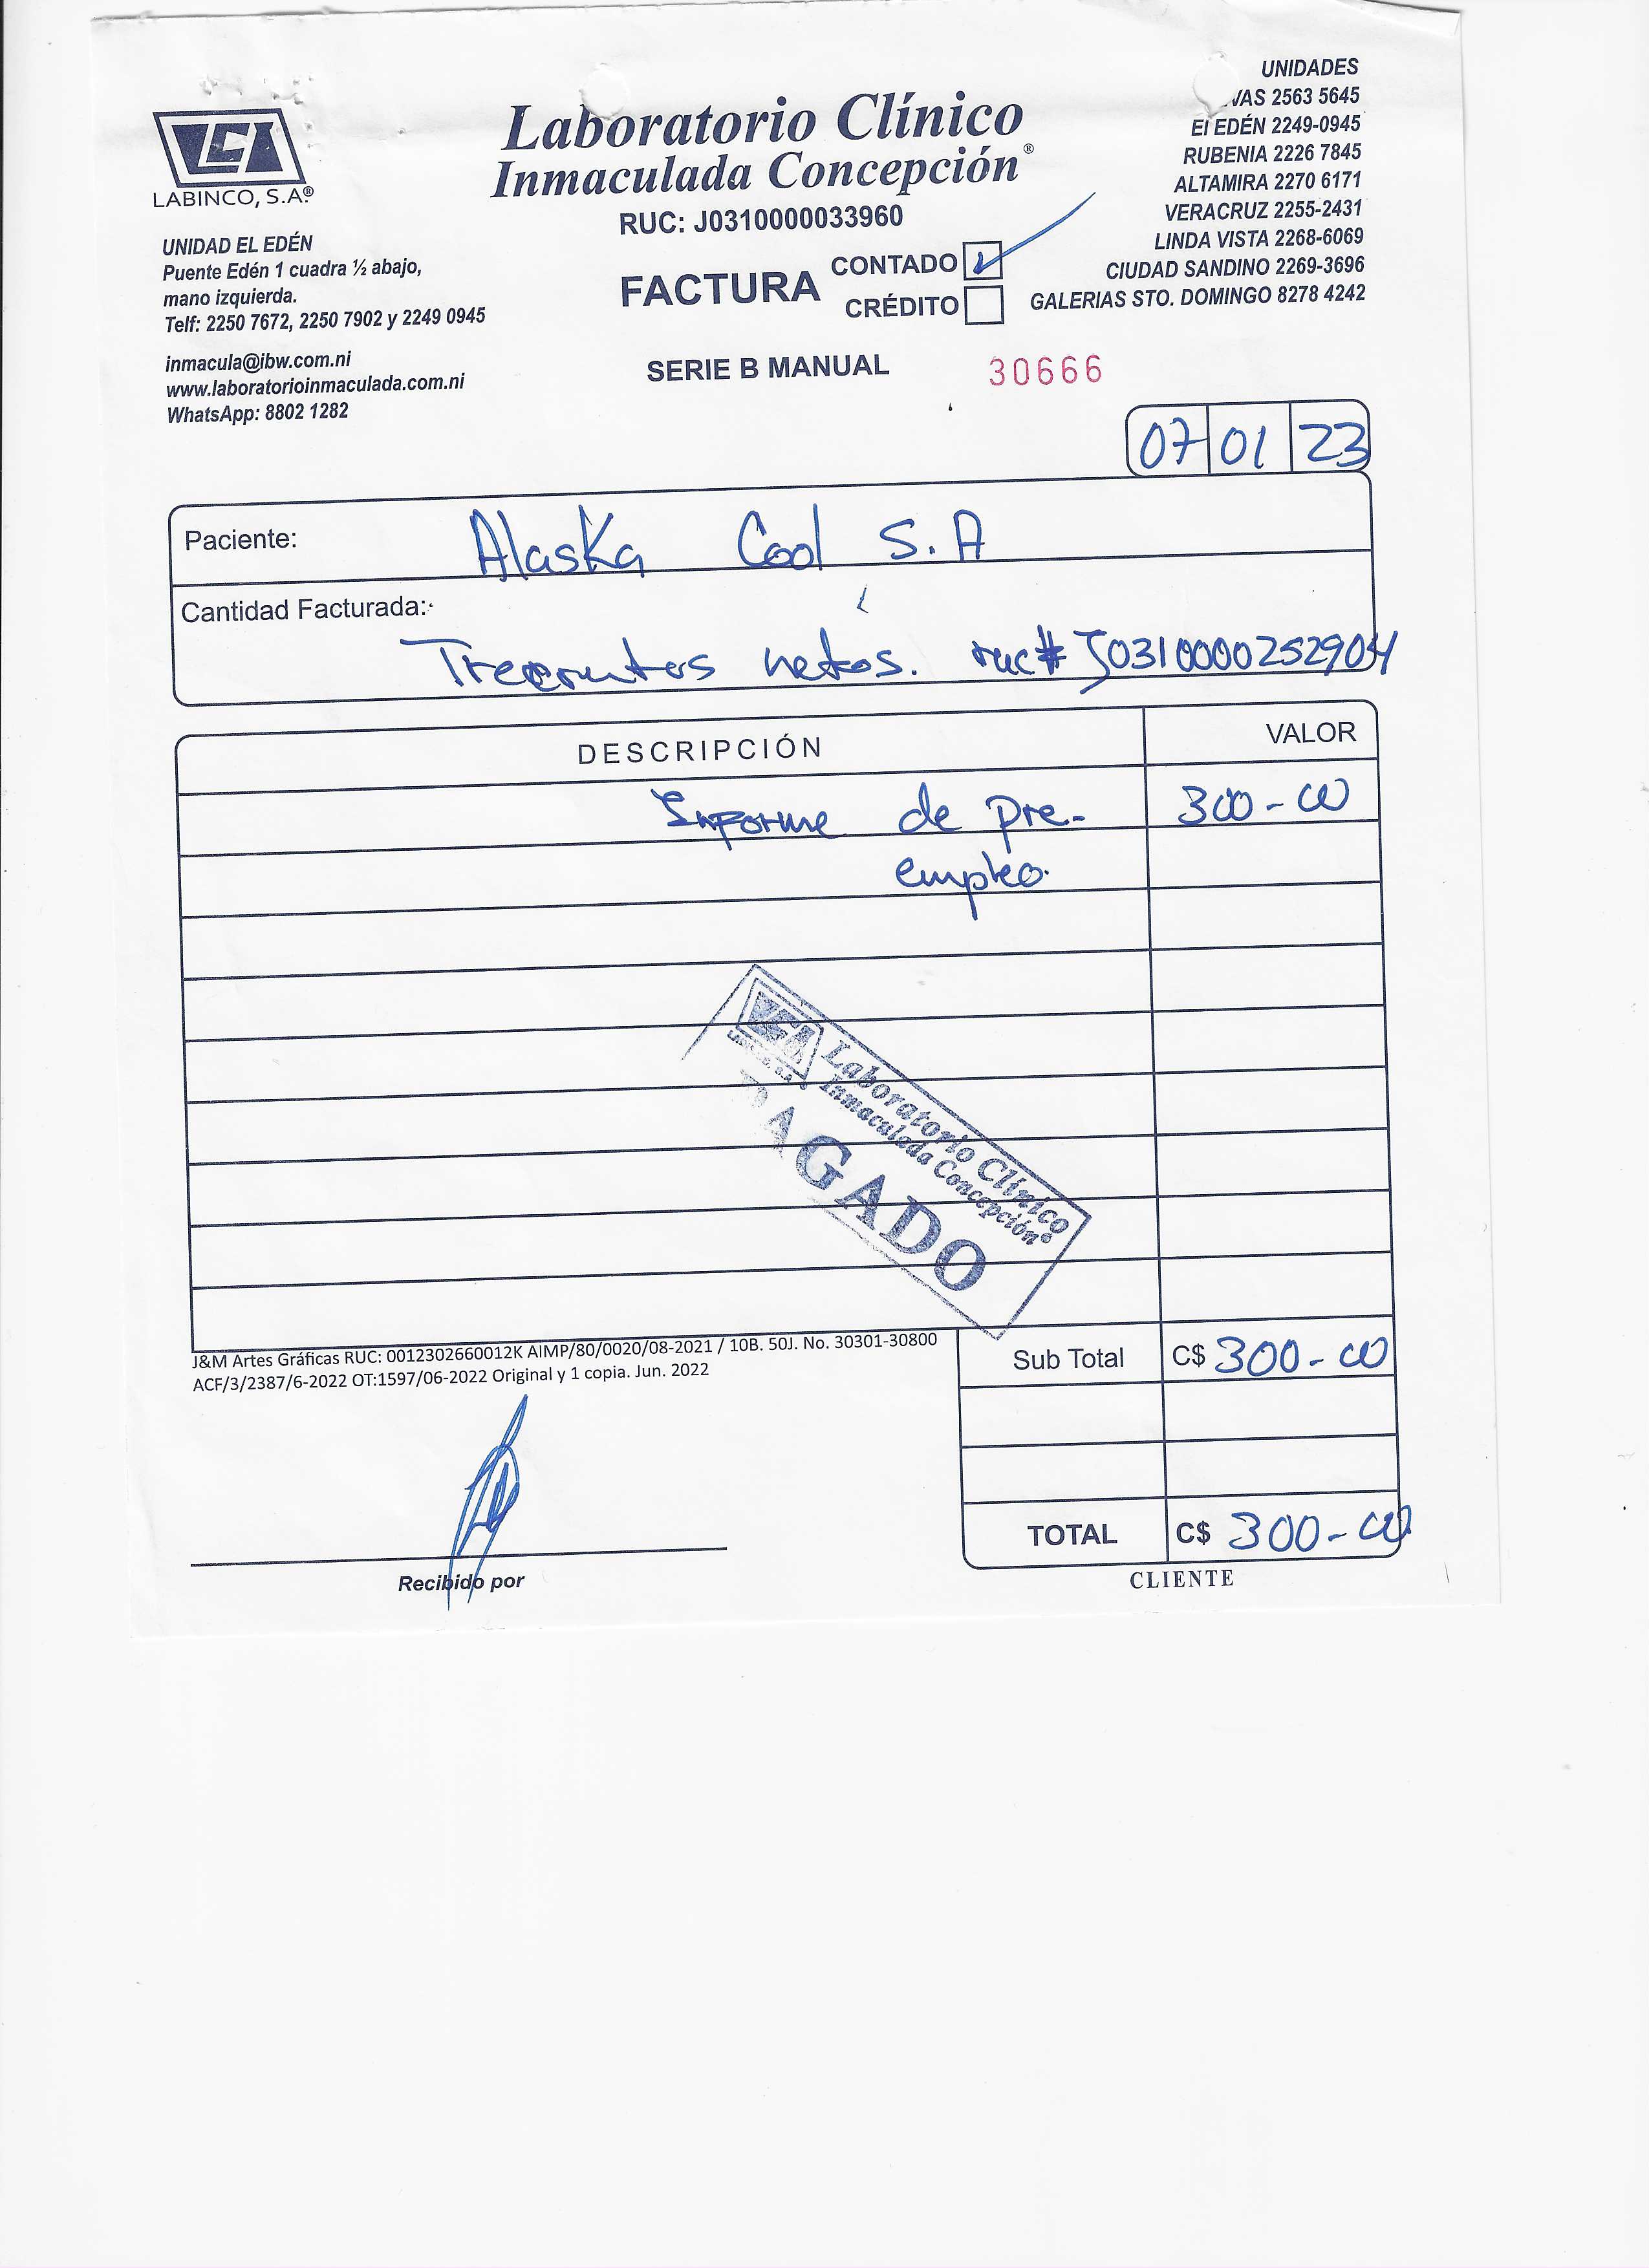 LABINCO, S.A.®
Laboratorio Clínico
Inmaculada Concepción®
RUC: J0310000033960
FACTURA
CONTADO
CRÉDITO
SERIE B MANUAL 30666
UNIDAD EL EDÉN
Puente Edén 1 cuadra ½ abajo,
mano izquierda.
Telf: 2250 7672, 2250 7902 y 2249 0945
inmacula@ibw.com.ni
www.laboratorioinmaculada.com.ni
WhatsApp: 8802 1282
UNIDADES
VAS 2563 5645
El EDÉN 2249-0945
RUBENIA 2226 7845
ALTAMIRA 2270 6171
VERACRUZ 2255-2431
LINDA VISTA 2268-6069
CIUDAD SANDINO 2269-3696
GALERIAS STO. DOMINGO 8278 4242
07 01 23
Paciente: Alaska Cool S.A
Cantidad Facturada:
netos. ruc# J0310000252904
DESCRIPCIÓN VALOR
Informe de pre- 300-00
empleo.
LABINCO, S.A.
Laboratorio Clínico
Inmaculada Concepción®
PAGADO
J&M Artes Gráficas RUC: 0012302660012K AIMP/80/0020/08-2021 / 10B. 50J. No. 30301-30800
ACF/3/2387/6-2022 OT:1597/06-2022 Original y 1 copia. Jun. 2022
Sub Total C$ 300-00
TOTAL C$ 300-00
Recibido por
CLIENTE